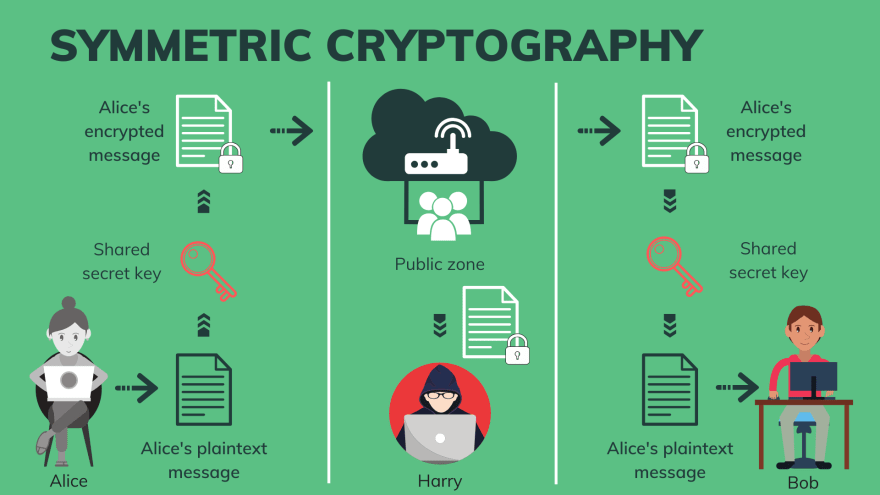 SYMMETRIC CRYPTOGRAPHY
Alice's
encrypted
message
Shared
secret key
Alice's plaintext
message
Alice
Public zone
Harry
Alice's
encrypted
message
Shared
secret key
Alice's plaintext
message
Bob